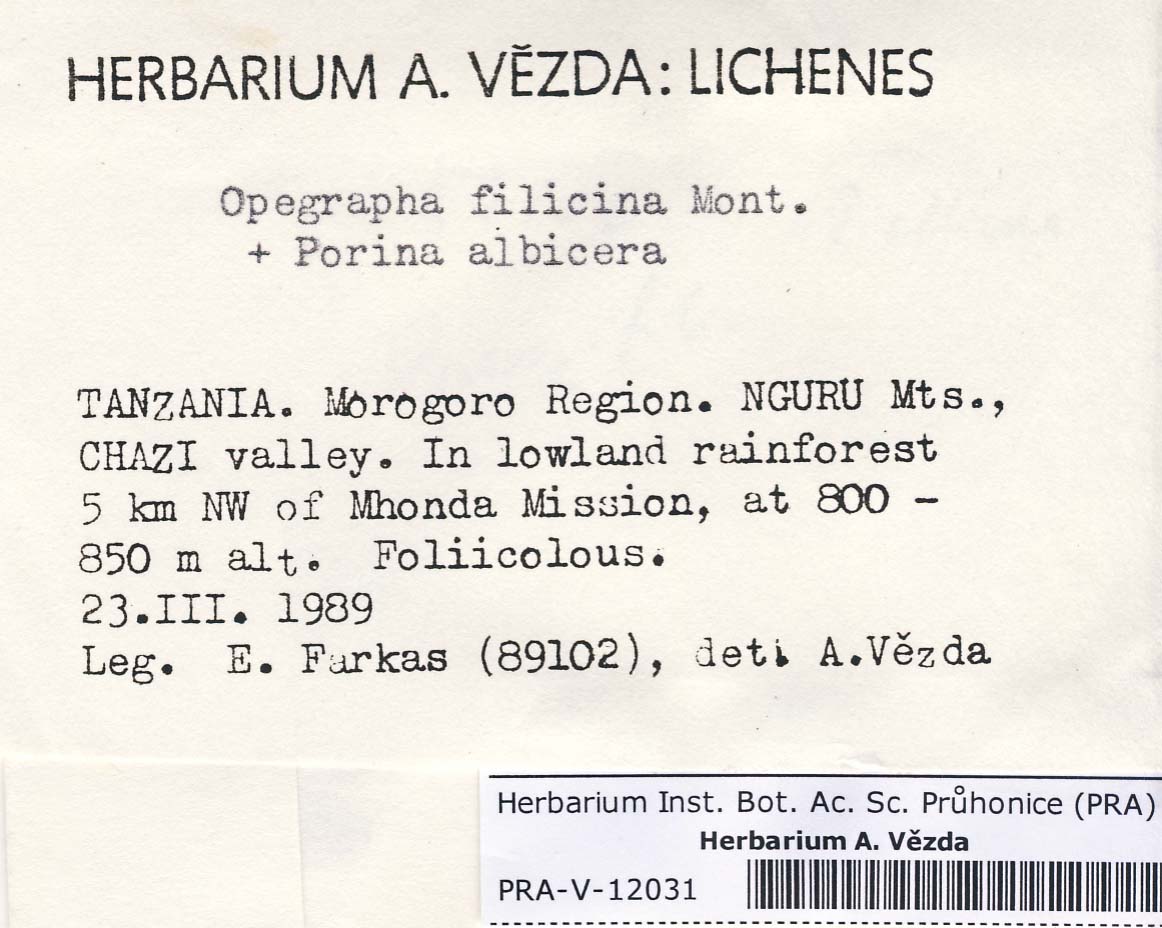 HERBARIUM A. VĚZDA: LICHENES
Opegrapha filicina Mont.
+ Porina albicera
TANZANIA. Morogoro Region. NGURU Mts.,
CHAZI valley. In lowland rainforest
5 km NW of Mhonda Mission, at 800 -
850 m alt. Foliicolous.
23.III. 1989
Leg. E. Farkas (89102), deti A.Vězda
Herbarium Inst. Bot. Ac. Sc. Průhonice (PRA)
Herbarium A. Vězda
PRA-V-12031